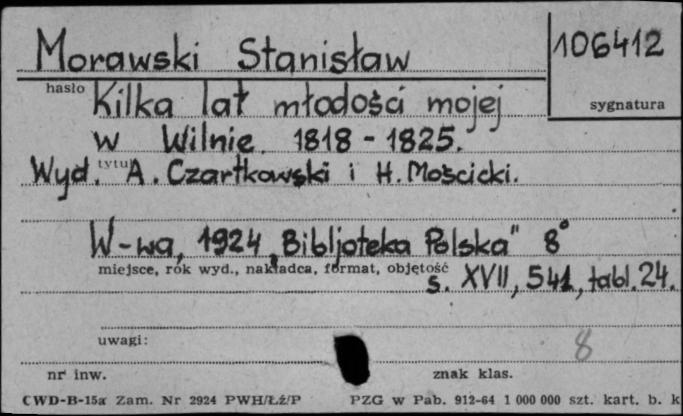 Morawski Stanisław 106412
hasło
Kilka lat młodości mojej sygnatura
w Wilnie. 1818 - 1825.
tytuł
Wyd. A. Czartkowski i H. Mościcki.
W-wa, 1924 „Bibljoteka Polska" 8°
miejsce, rok wyd., nakładca, format, objętość
s. XVII, 541, tabl. 24.
uwagi:
8
nr inw. znak klas.
CWD-B-15a Zam. Nr 2924 PWH/Łź/P PZG w Pab. 912-64 1 000 000 szt. kart. b. k